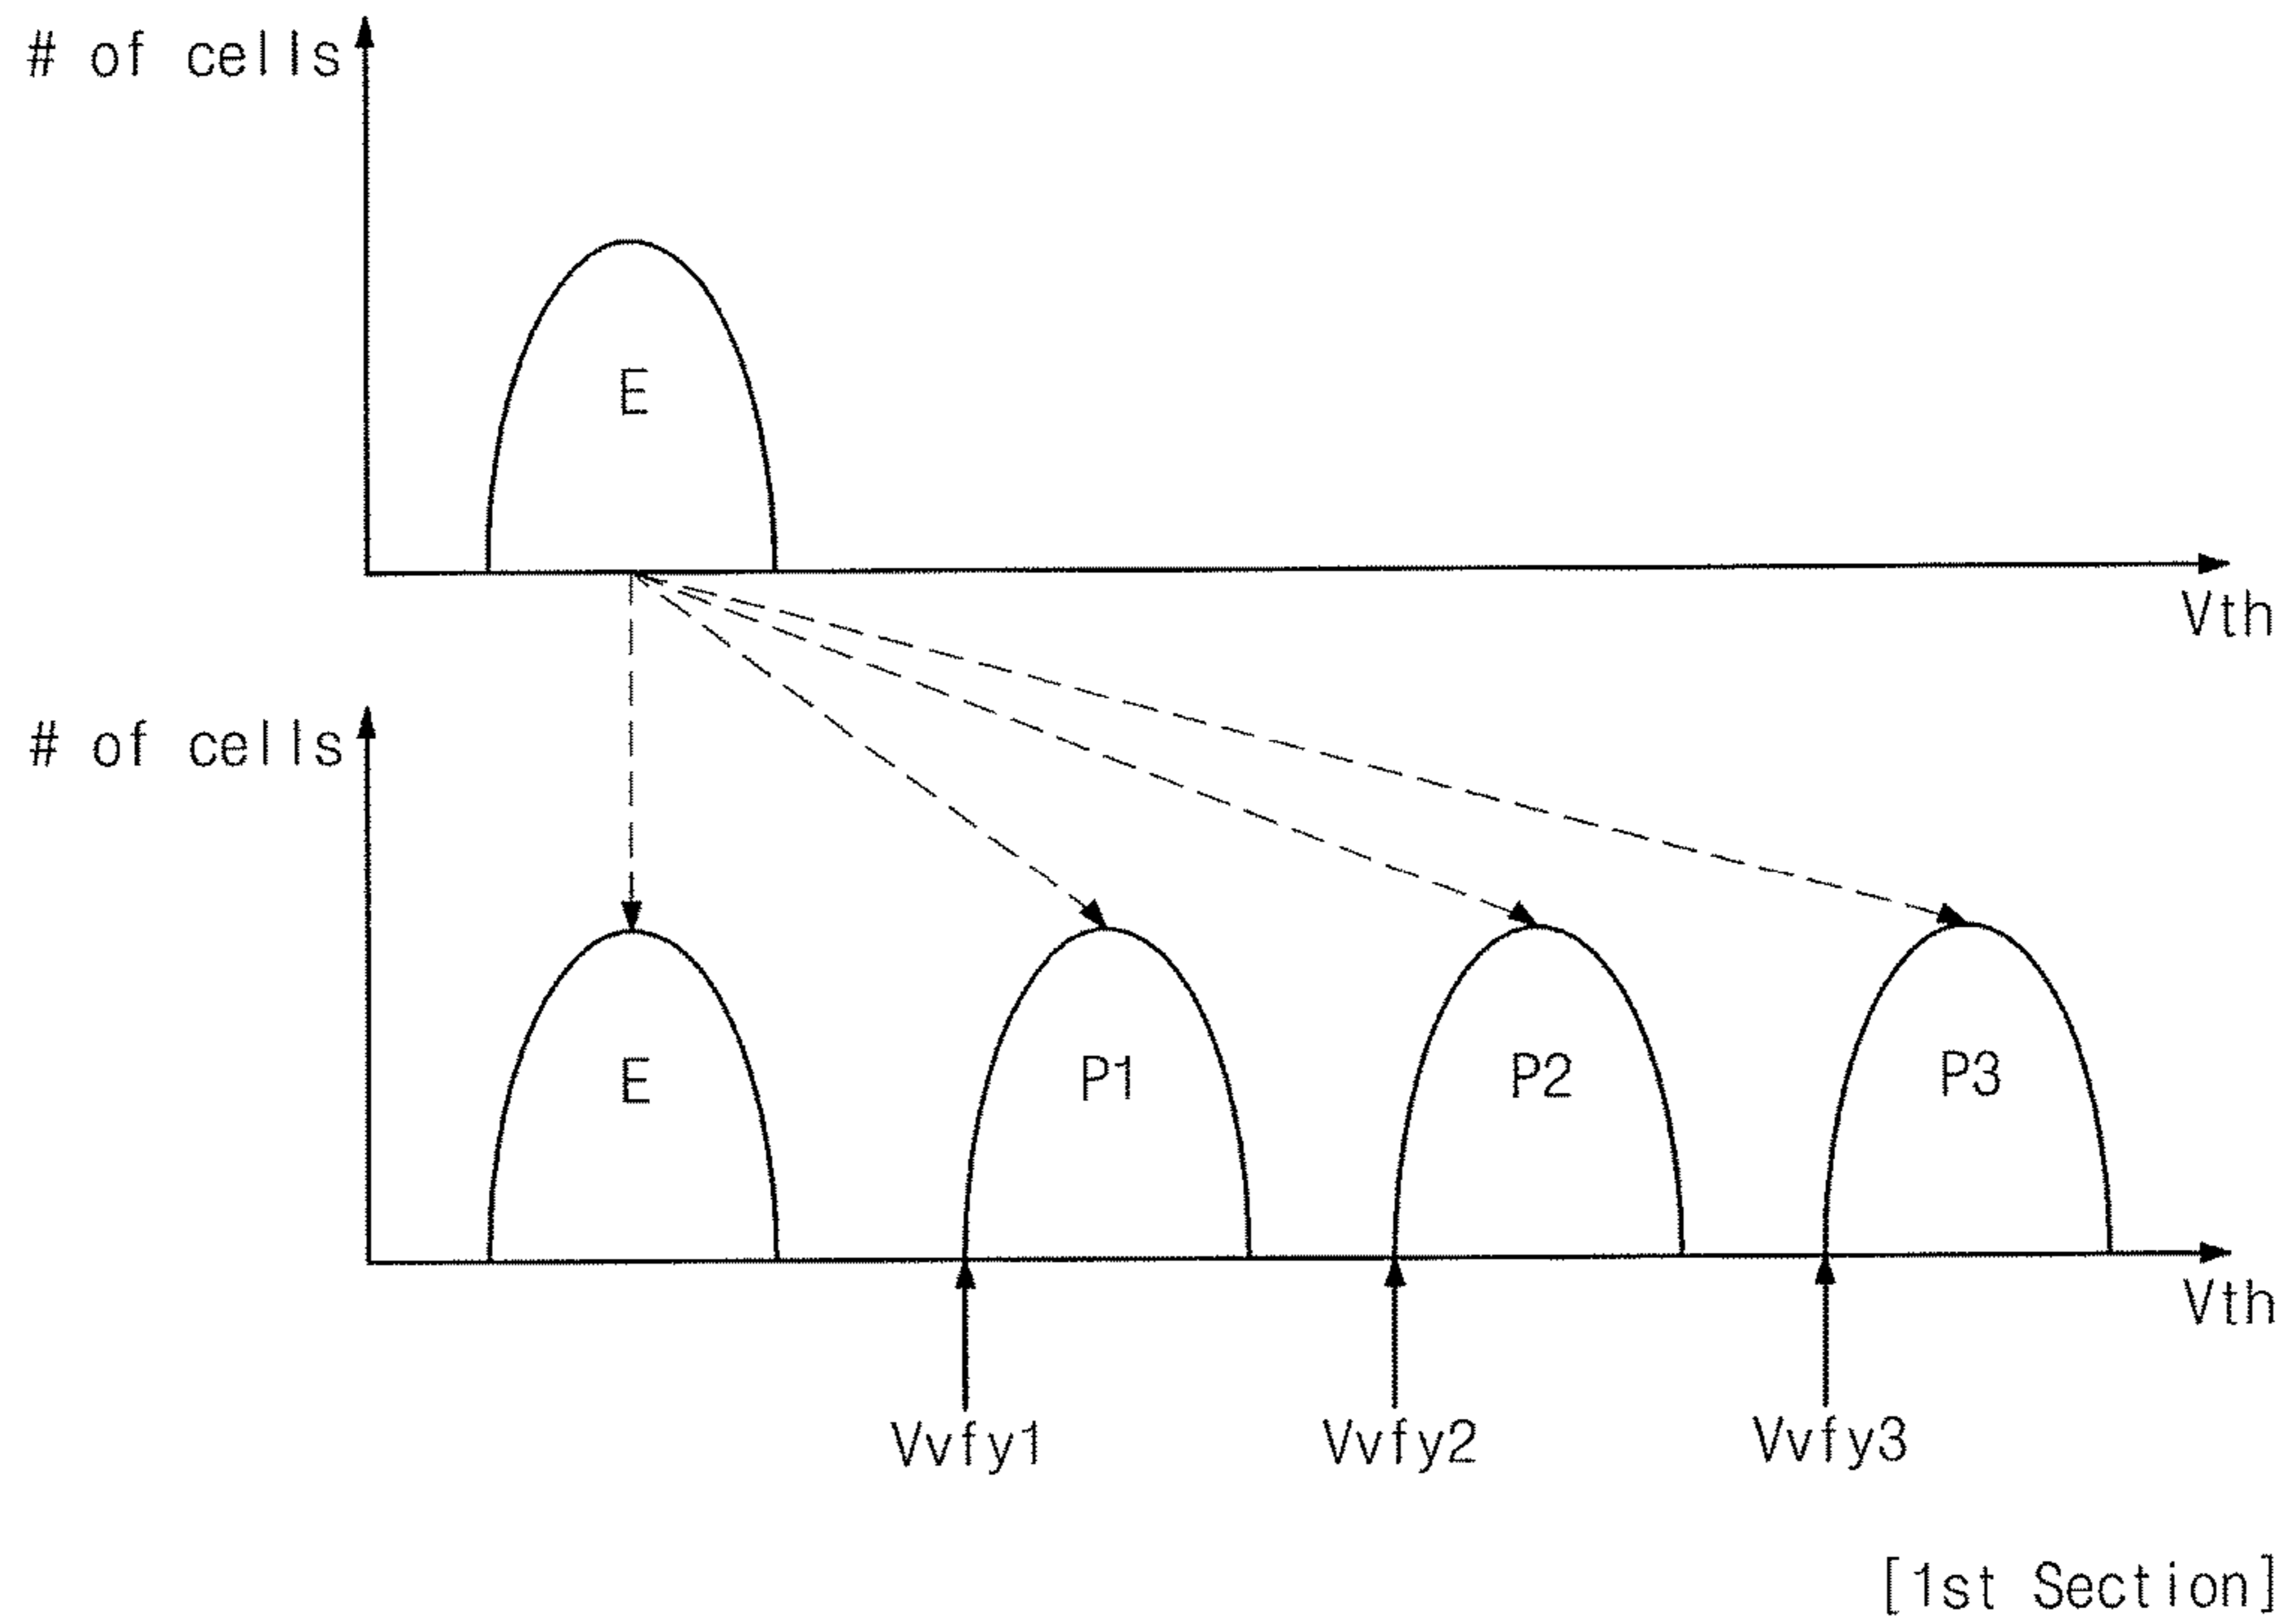 # of cells
E
Vth
# of cells
E
P1
P2
P3
Vth
Vvfy1
Vvfy2
Vvfy3
[1st Section]